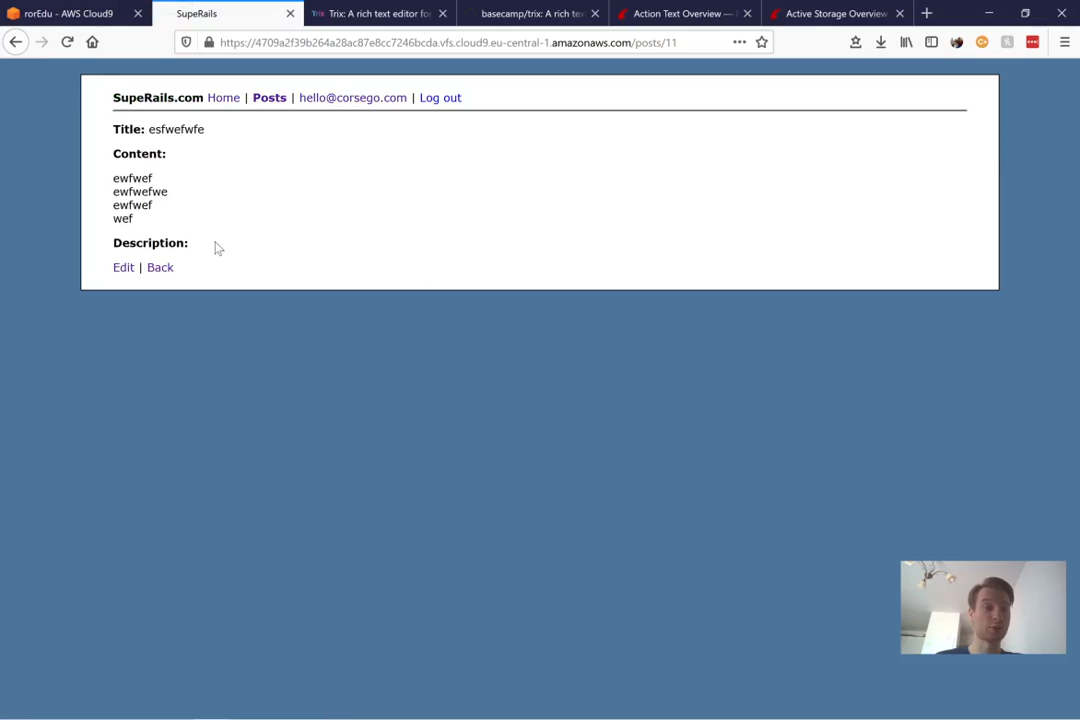 rorEdu - AWS Cloud9
SupeRails
Trix: A rich text editor for
basecamp/trix: A rich tex
Action Text Overview —
Active Storage Overview
https://4709a2f39b264a28ac87e8cc7246bcda.vfs.cloud9.eu-central-1.amazonaws.com/posts/11
SupeRails.com Home | Posts | hello@corsego.com | Log out
Title: esfwefwfe
Content:
ewfwef
ewfwefwe
ewfwef
wef
Description:
Edit | Back